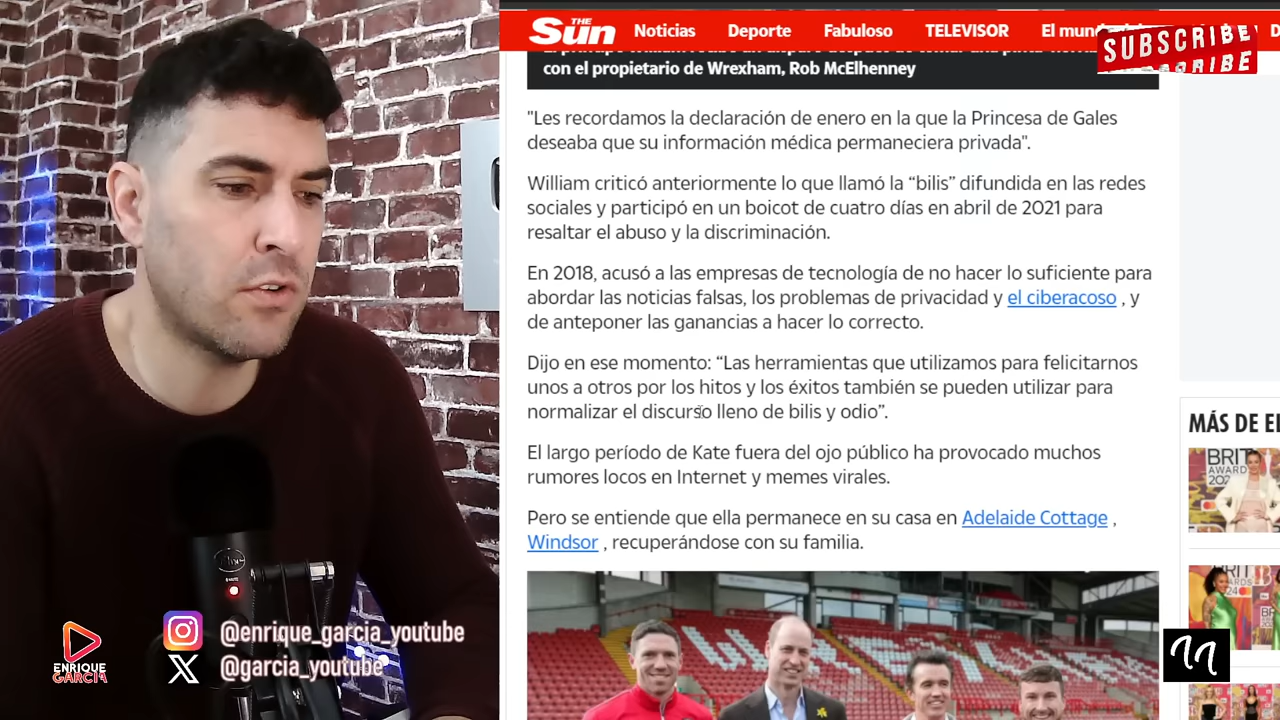 THE
Sun
Noticias
Deporte
Fabuloso
TELEVISOR
El
SUBSCRIBE
con el propietario de Wrexham, Rob McElhenney
"Les recordamos la declaración de enero en la que la Princesa de Gales
deseaba que su información médica permaneciera privada".
William criticó anteriormente lo que llamó la “bilis” difundida en las redes
sociales y participó en un boicot de cuatro días en abril de 2021 para
resaltar el abuso y la discriminación.
En 2018, acusó a las empresas de tecnología de no hacer lo suficiente para
abordar las noticias falsas, los problemas de privacidad y el ciberacoso , y
de anteponer las ganancias a hacer lo correcto.
Dijo en ese momento: “Las herramientas que utilizamos para felicitarnos
unos a otros por los hitos y los éxitos también se pueden utilizar para
normalizar el discurso lleno de bilis y odio”.
El largo período de Kate fuera del ojo público ha provocado muchos
rumores locos en Internet y memes virales.
Pero se entiende que ella permanece en su casa en Adelaide Cottage ,
Windsor , recuperándose con su familia.
MÁS DE
BRIT
AWARD
ENRIQUE
GARCIA
@enrique_garcia_youtube
@garcia_youtube